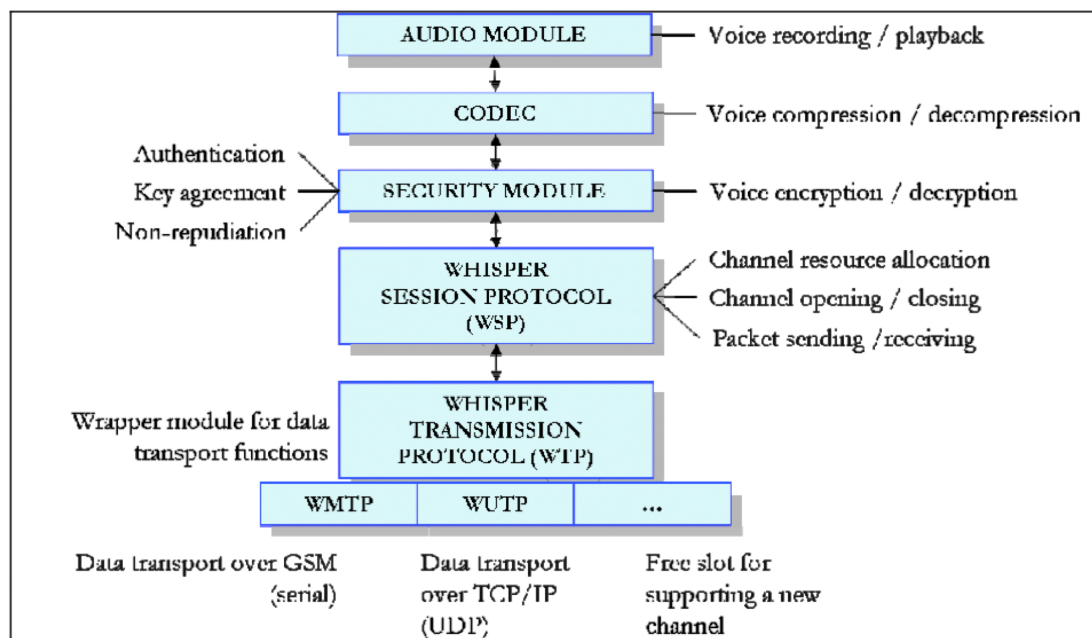 AUDIO MODULE
Voice recording / playback
CODEC
Voice compression / decompression
Authentication
Key agreement
Non-repudiation
SECURITY MODULE
Voice encryption / decryption
WHISPER
SESSION PROTOCOL
(WSP)
Channel resource allocation
Channel opening / closing
Packet sending /receiving
Wrapper module for data
transport functions
WHISPER
TRANSMISSION
PROTOCOL (WTP)
WMTP
WUTP
...
Data transport over GSM
(serial)
Data transport
over TCP/IP
(UDP)
Free slot for
supporting a new
channel